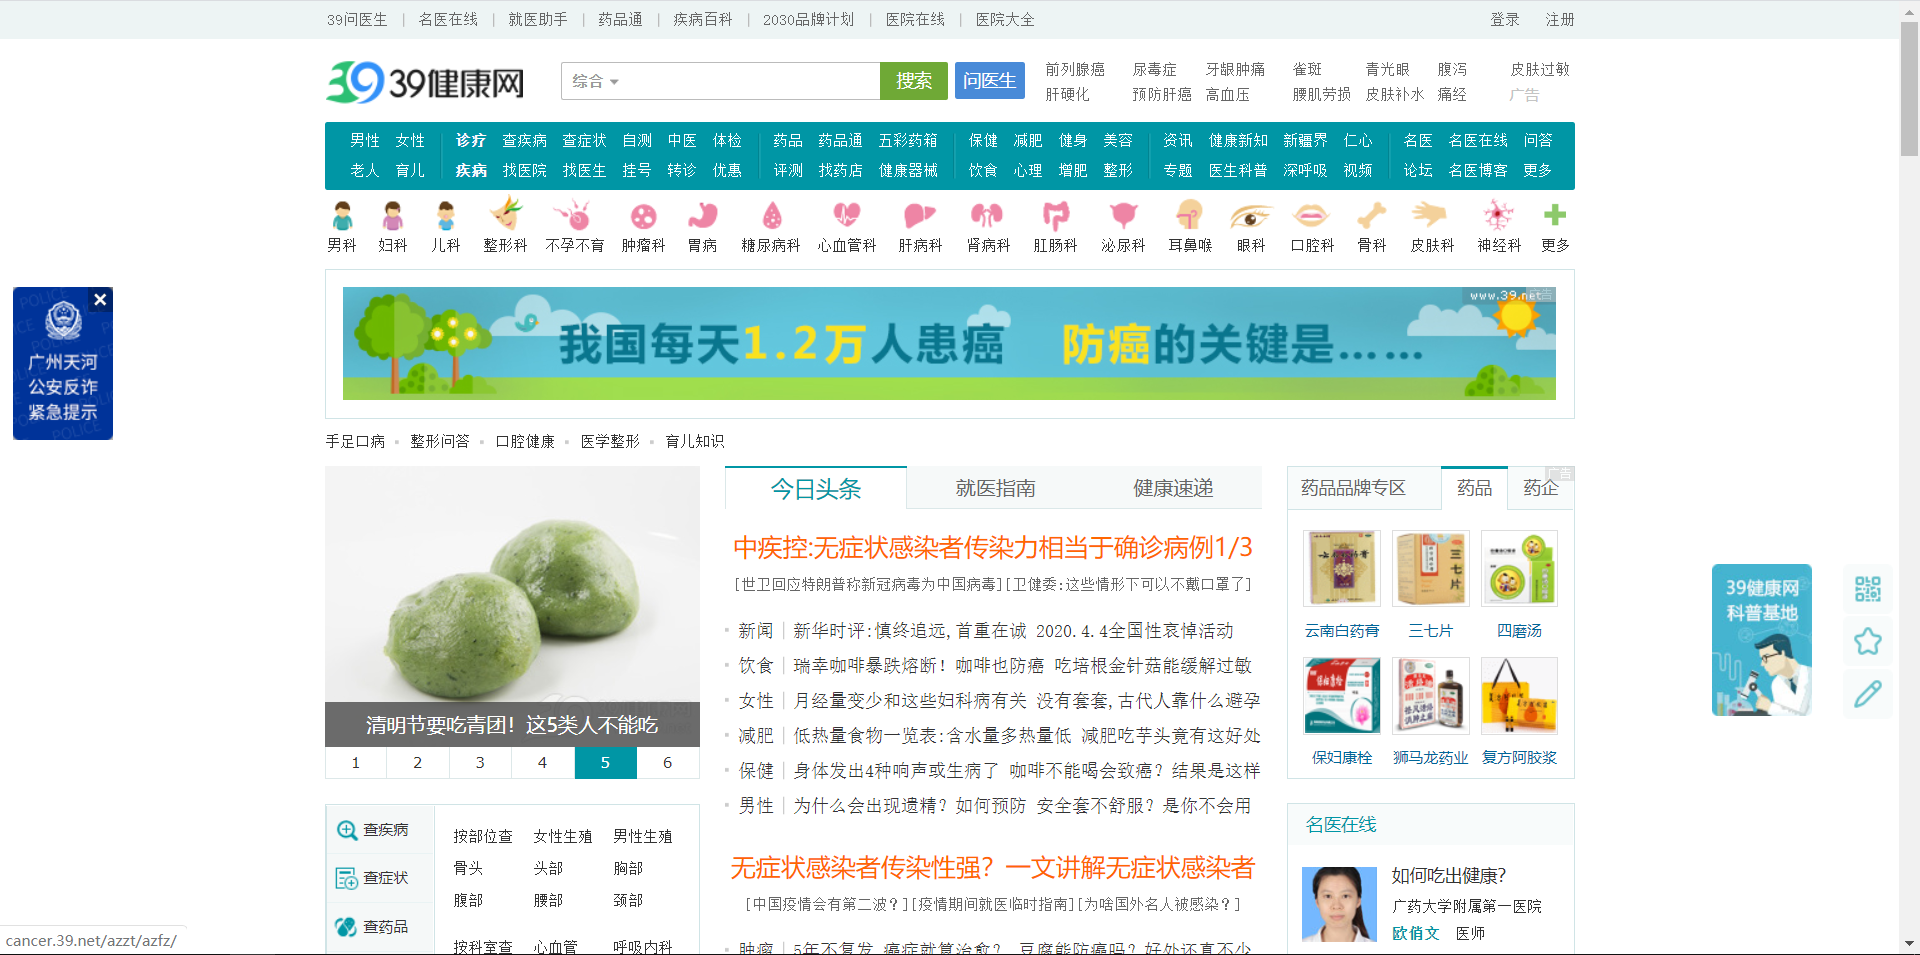 39问医生 | 名医在线 | 就医助手 | 药品通 | 疾病百科 | 2030品牌计划 | 医院在线 | 医院大全
登录 注册
39健康网
综合
搜索
问医生
前列腺癌 尿毒症 牙龈肿痛 雀斑 青光眼 腹泻 皮肤过敏
肝硬化 预防肝癌 高血压 腰肌劳损 皮肤补水 痛经 广告
男性 女性 诊疗 查疾病 查症状 自测 中医 体检 药品 药品通 五彩药箱 保健 减肥 健身 美容 资讯 健康新知 新疆界 仁心 名医 名医在线 问答
老人 育儿 疾病 找医院 找医生 挂号 转诊 优惠 评测 找药店 健康器械 饮食 心理 增肥 整形 专题 医生科普 深呼吸 视频 论坛 名医博客 更多
男科 妇科 儿科 整形科 不孕不育 肿瘤科 胃病 糖尿病科 心血管科 肝病科 肾病科 肛肠科 泌尿科 耳鼻喉 眼科 口腔科 骨科 皮肤科 神经科 更多
POLICE
广州天河
公安反诈
紧急提示
POLICE
www.39.net
广告
我国每天1.2万人患癌 防癌的关键是……
手足口病 整形问答 口腔健康 医学整形 育儿知识
清明节要吃青团！这5类人不能吃
1 2 3 4 5 6
今日头条 就医指南 健康速递
中疾控:无症状感染者传染力相当于确诊病例1/3
[世卫回应特朗普称新冠病毒为中国病毒][卫健委:这些情形下可以不戴口罩了]
新闻 | 新华时评:慎终追远,首重在诚 2020.4.4全国性哀悼活动
饮食 | 瑞幸咖啡暴跌熔断！咖啡也防癌 吃培根金针菇能缓解过敏
女性 | 月经量变少和这些妇科病有关 没有套套,古代人靠什么避孕
减肥 | 低热量食物一览表:含水量多热量低 减肥吃芋头竟有这好处
保健 | 身体发出4种响声或生病了 咖啡不能喝会致癌？结果是这样
男性 | 为什么会出现遗精？如何预防 安全套不舒服？是你不会用
无症状感染者传染性强？一文讲解无症状感染者
[中国疫情会有第二波？][疫情期间就医临时指南][为啥国外名人被感染？]
肿瘤 | 5年不复发 癌症就算治愈？ 豆腐能防癌吗？好处还真不少
药品品牌专区 药品 药企
广告
三七片
云南白药膏 三七片 四磨汤
保妇康栓 狮马龙药业 复方阿胶浆
名医在线
如何吃出健康？
广药大学附属第一医院
欧俏文 医师
查疾病
查症状
查药品
按部位查 女性生殖 男性生殖
骨头 头部 胸部
腹部 腰部 颈部
按科室查 心血管 呼吸内科
39健康网
科普基地
cancer.39.net/azzt/azfz/